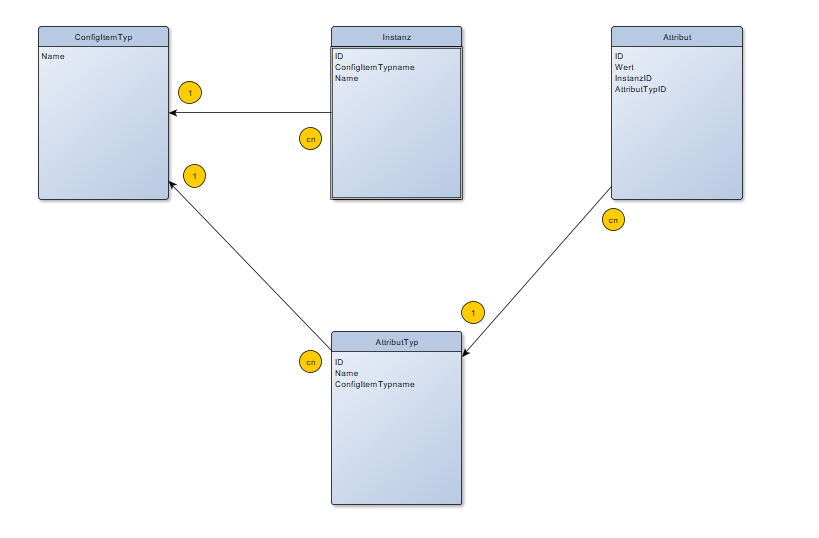 ConfigItemTyp
Name
Instanz
ID
ConfigItemTypname
Name
Attribut
ID
Wert
InstanzID
AttributTypID
1
cn
1
cn
1
cn
AttributTyp
ID
Name
ConfigItemTypname